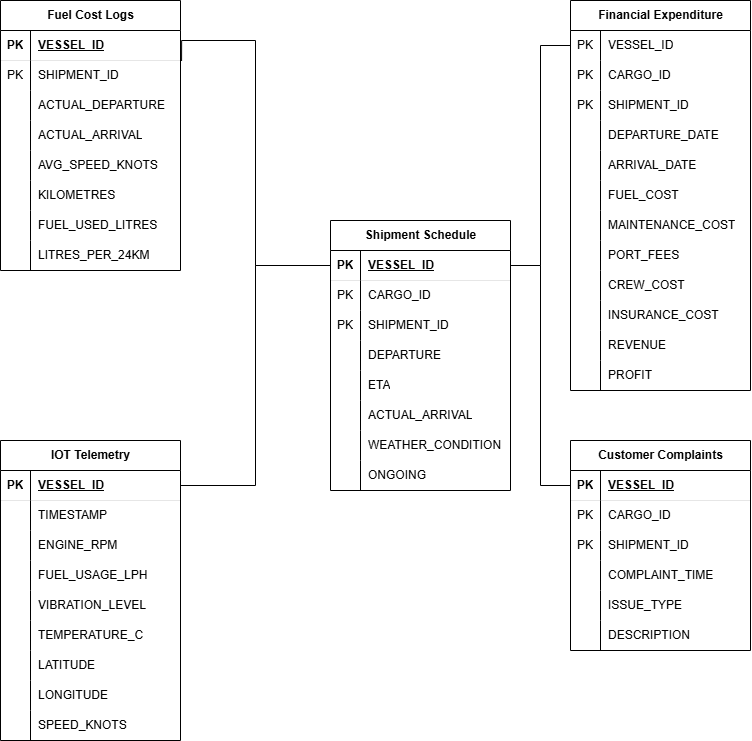 Fuel Cost Logs
PK VESSEL_ID
PK SHIPMENT_ID
ACTUAL_DEPARTURE
ACTUAL_ARRIVAL
AVG_SPEED_KNOTS
KILOMETRES
FUEL_USED_LITRES
LITRES_PER_24KM
Financial Expenditure
PK VESSEL_ID
PK CARGO_ID
PK SHIPMENT_ID
DEPARTURE_DATE
ARRIVAL_DATE
FUEL_COST
MAINTENANCE_COST
PORT_FEES
CREW_COST
INSURANCE_COST
REVENUE
PROFIT
Shipment Schedule
PK VESSEL_ID
PK CARGO_ID
PK SHIPMENT_ID
DEPARTURE
ETA
ACTUAL_ARRIVAL
WEATHER_CONDITION
ONGOING
IOT Telemetry
PK VESSEL_ID
TIMESTAMP
ENGINE_RPM
FUEL_USAGE_LPH
VIBRATION_LEVEL
TEMPERATURE_C
LATITUDE
LONGITUDE
SPEED_KNOTS
Customer Complaints
PK VESSEL_ID
PK CARGO_ID
PK SHIPMENT_ID
COMPLAINT_TIME
ISSUE_TYPE
DESCRIPTION